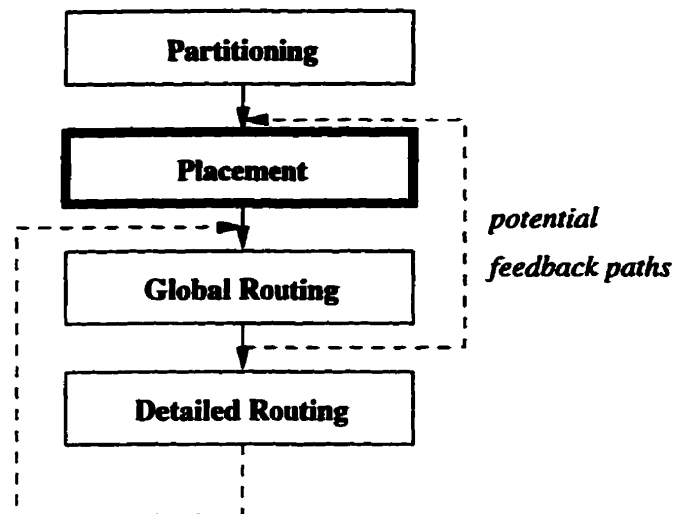 Partitioning
Placement
potential
feedback paths
Global Routing
Detailed Routing